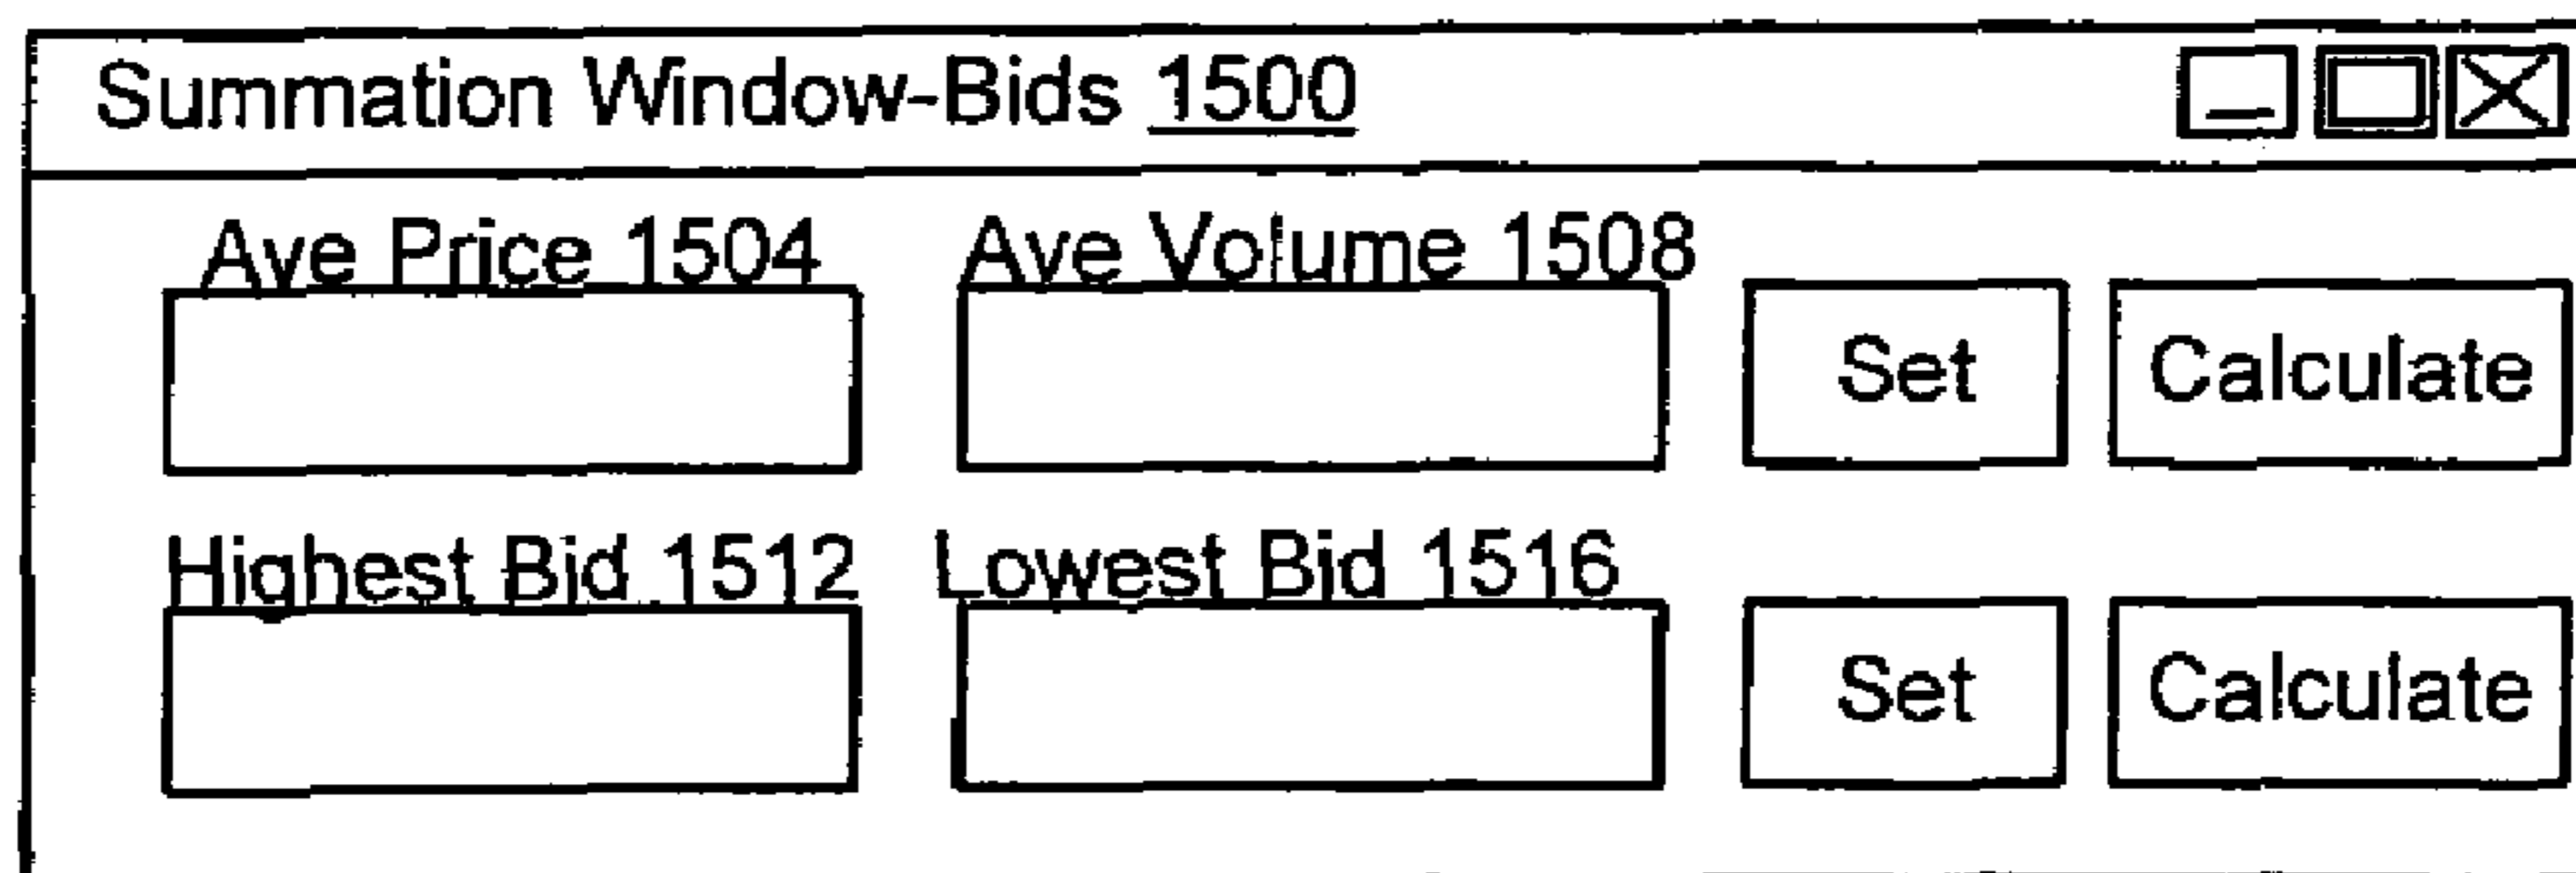 Summation Window-Bids 1500
Ave Price 1504 Ave Volume 1508
Set Calculate
Highest Bid 1512 Lowest Bid 1516
Set Calculate